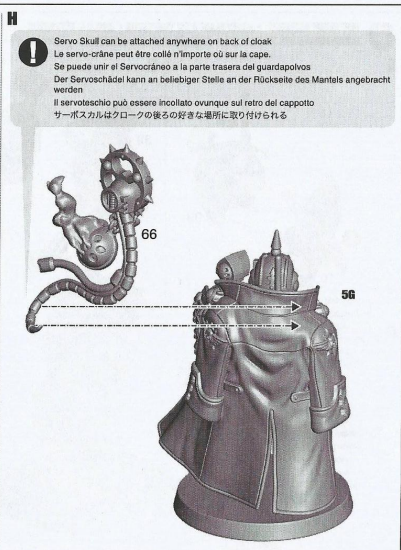 H
Servo Skull can be attached anywhere on back of cloak
Le servo-crâne peut être collé n'importe où sur la cape.
Se puede unir el Servocráneo a la parte trasera del guardapolvos
Der Servoschädel kann an beliebiger Stelle an der Rückseite des Mantels angebracht
werden
Il servoteschio può essere incollato ovunque sul retro del cappotto
サーボスカルはクロークの後ろの好きな場所に取り付けられる
66
5G